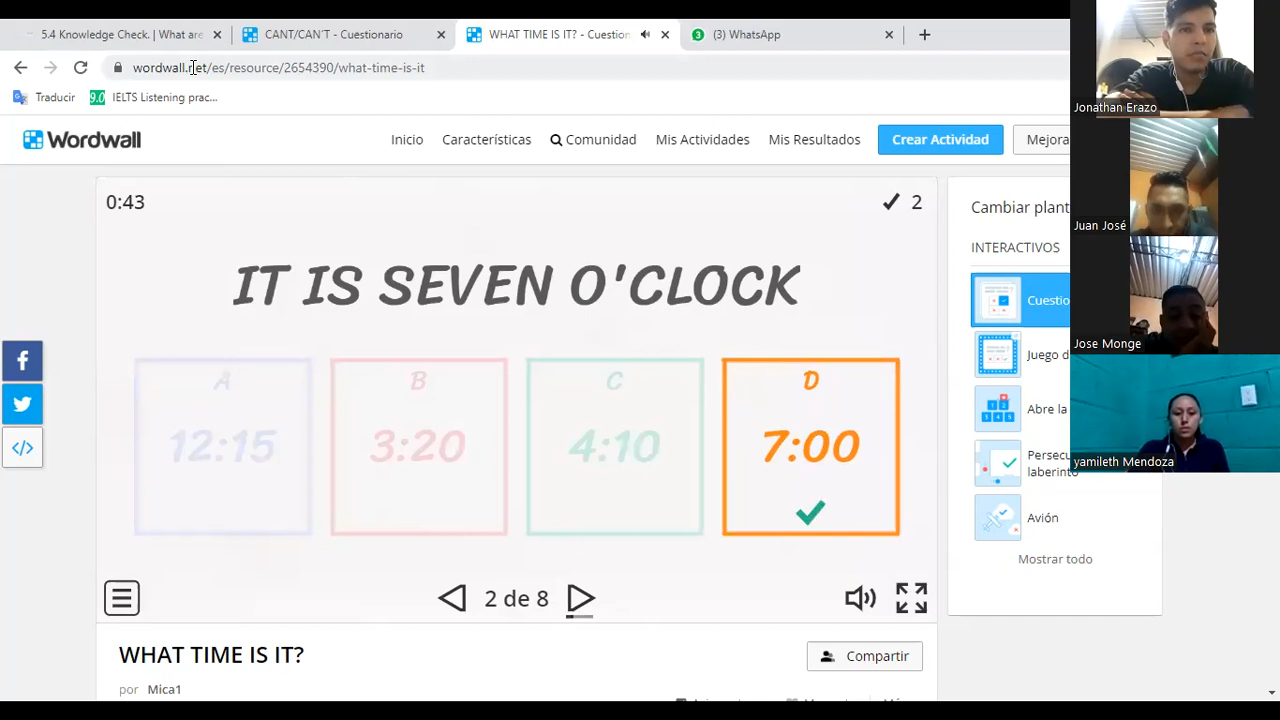 5.4 Knowledge Check. | What are
CANT/CAN'T - Cuestionario
WHAT TIME IS IT? - Cuestion
(3) WhatsApp
wordwall.net/es/resource/2654390/what-time-is-it
Traducir
9.0 IELTS Listening prac...
Wordwall
Inicio
Características
Comunidad
Mis Actividades
Mis Resultados
Crear Actividad
Mejora
0:43
2
IT IS SEVEN O'CLOCK
A
12:15
B
3:20
C
4:10
D
7:00
2 de 8
WHAT TIME IS IT?
Compartir
por Mica1
Cambiar plant
INTERACTIVOS
Cuestio
Juego d
Abre la
Persecu
laberinto
Avión
Mostrar todo
Jonathan Erazo
Juan José
Jose Monge
yamileth Mendoza